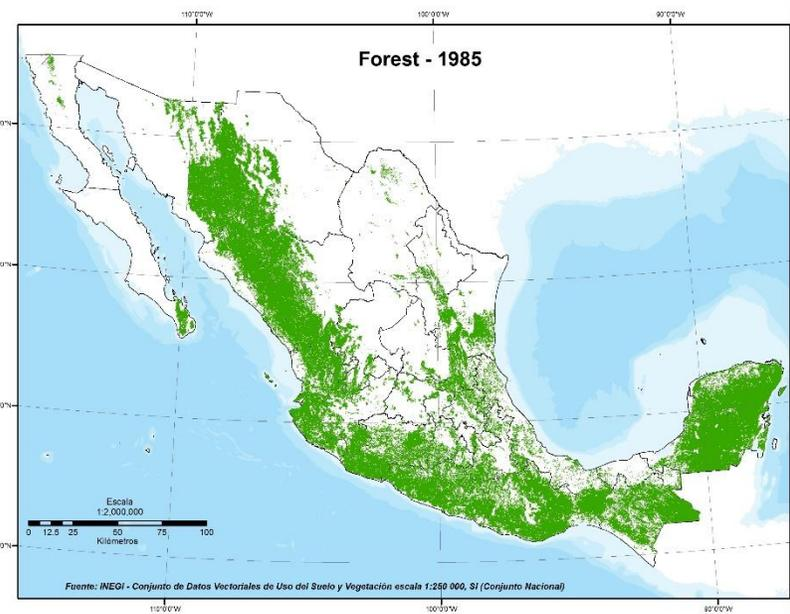 110°0'0"W 100°0'0"W 90°0'0"W
Forest - 1985
Escala
1:2,000,000
0 12.5 25 50 75 100
Kilómetros
Fuente: INEGI - Conjunto de Datos Vectoriales de Uso del Suelo y Vegetación escala 1:250 000, SI (Conjunto Nacional)
110°0'0"W 100°0'0"W 90°0'0"W